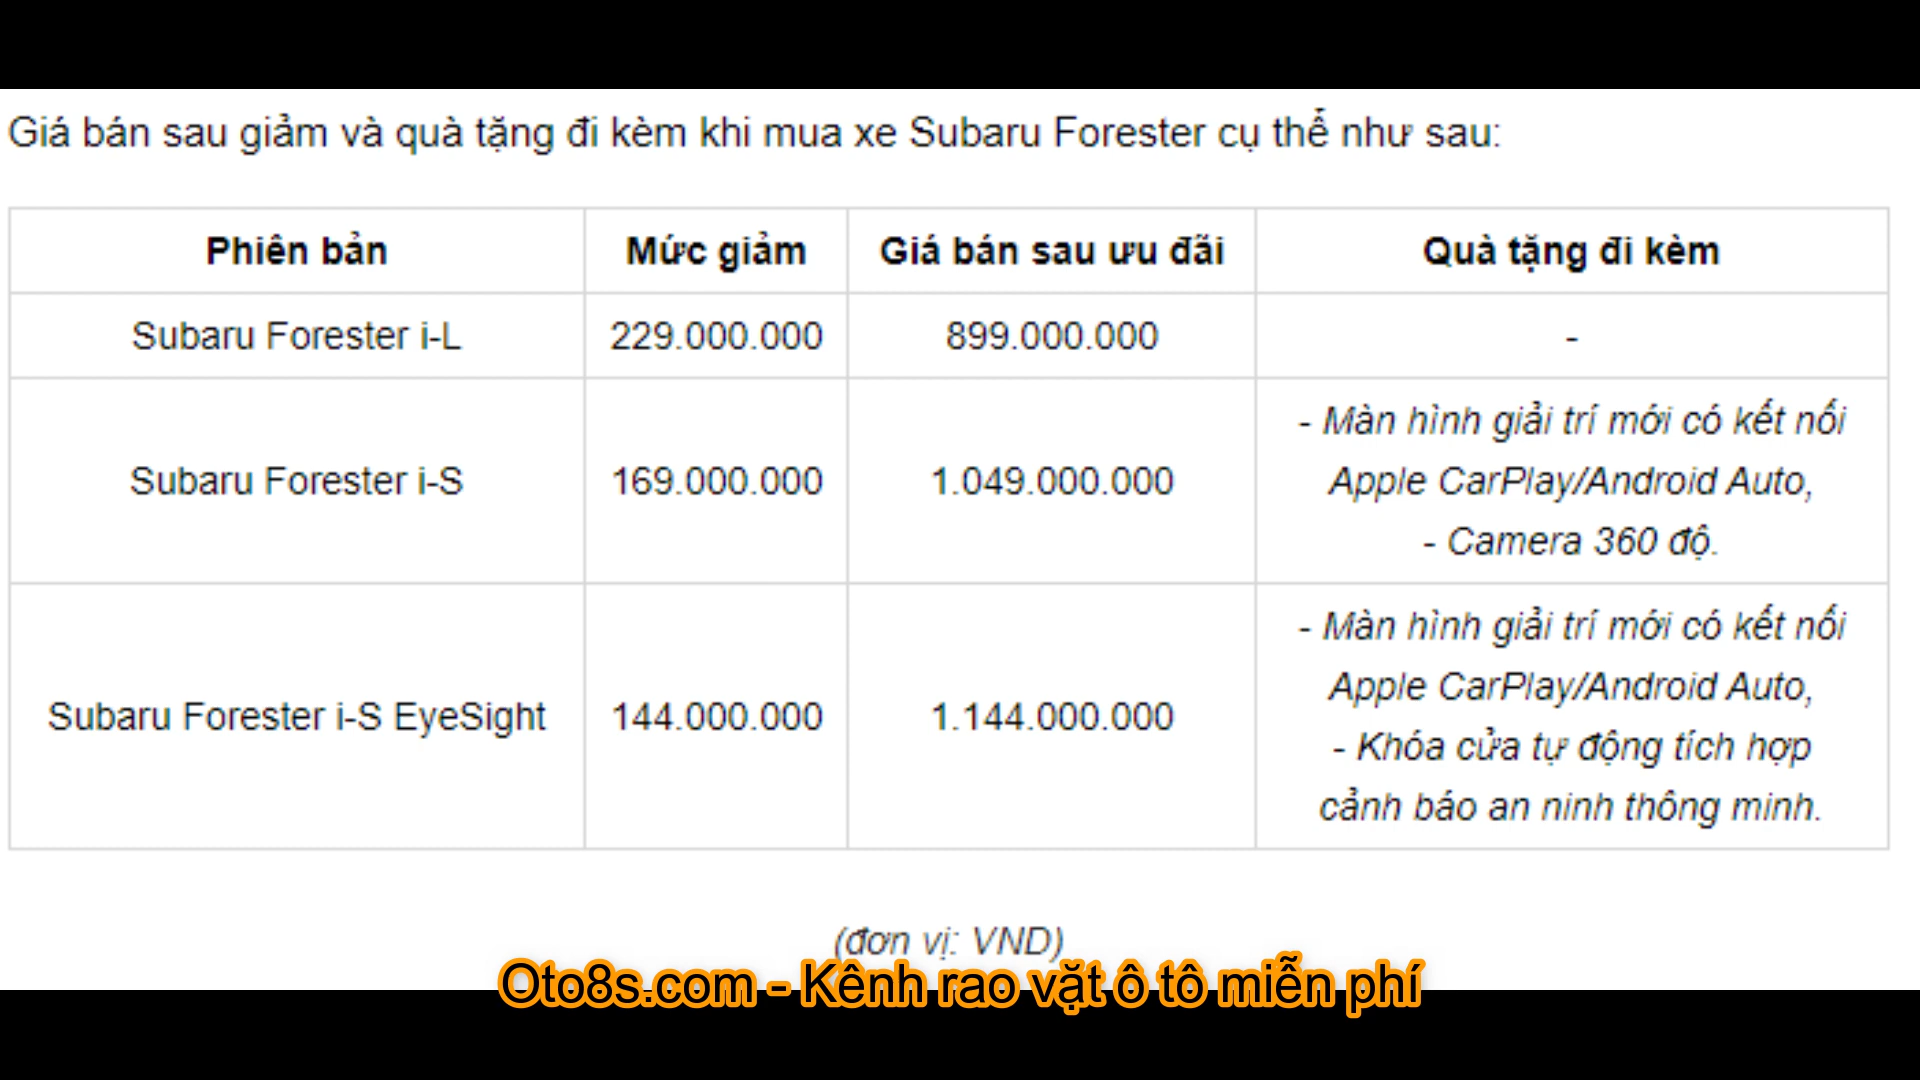 Giá bán sau giảm và quà tặng đi kèm khi mua xe Subaru Forester cụ thể như sau:
Phiên bản Mức giảm Giá bán sau ưu đãi Quà tặng đi kèm
Subaru Forester i-L 229.000.000 899.000.000 -
Subaru Forester i-S 169.000.000 1.049.000.000 - Màn hình giải trí mới có kết nối
Apple CarPlay/Android Auto,
- Camera 360 độ.
Subaru Forester i-S EyeSight 144.000.000 1.144.000.000 - Màn hình giải trí mới có kết nối
Apple CarPlay/Android Auto,
- Khóa cửa tự động tích hợp
cảnh báo an ninh thông minh.
(đơn vị: VND)
Oto8s.com - Kênh rao vặt ô tô miễn phí